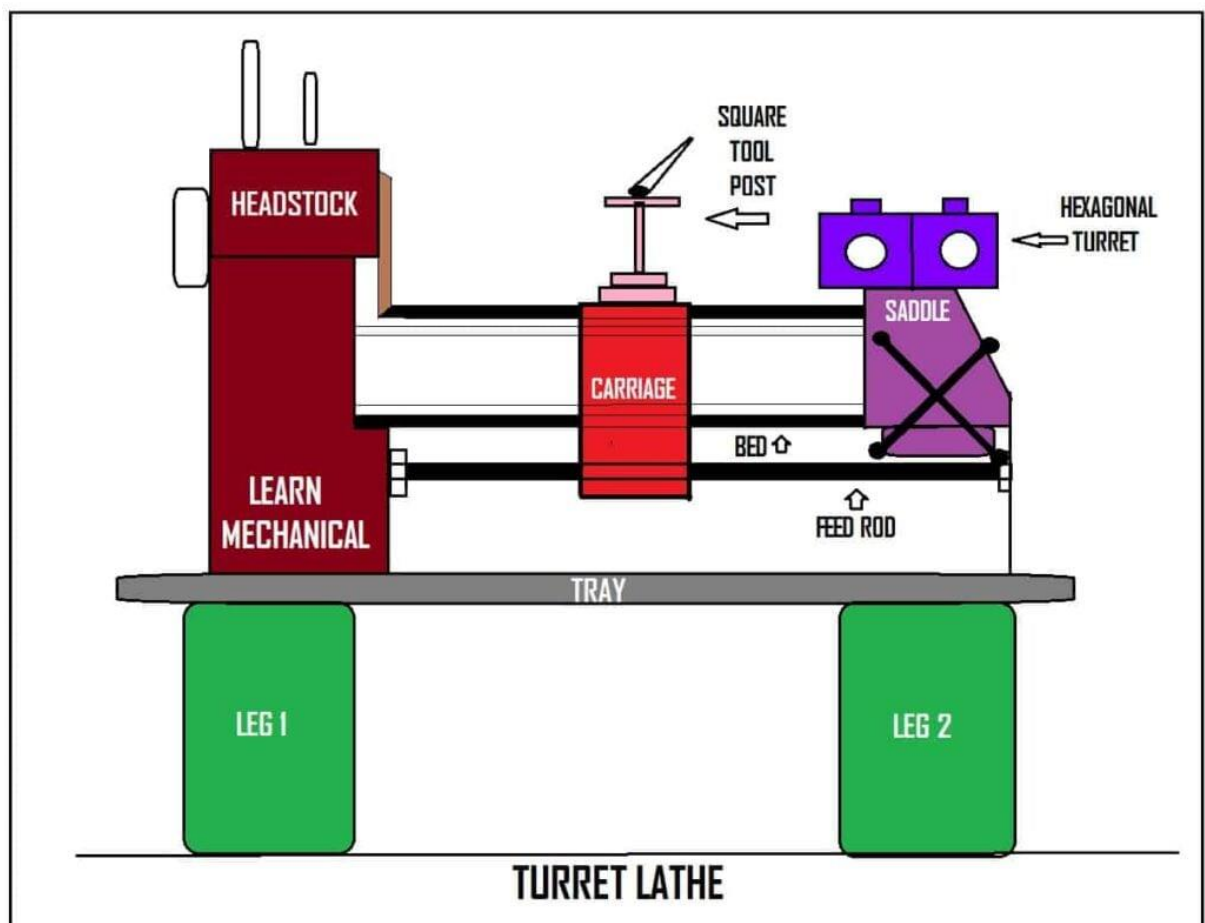 SQUARE
TOOL
POST
HEADSTOCK
HEXAGONAL
TURRET
SADDLE
CARRIAGE
BED
LEARN
MECHANICAL
FEED ROD
TRAY
LEG 1
LEG 2
TURRET LATHE